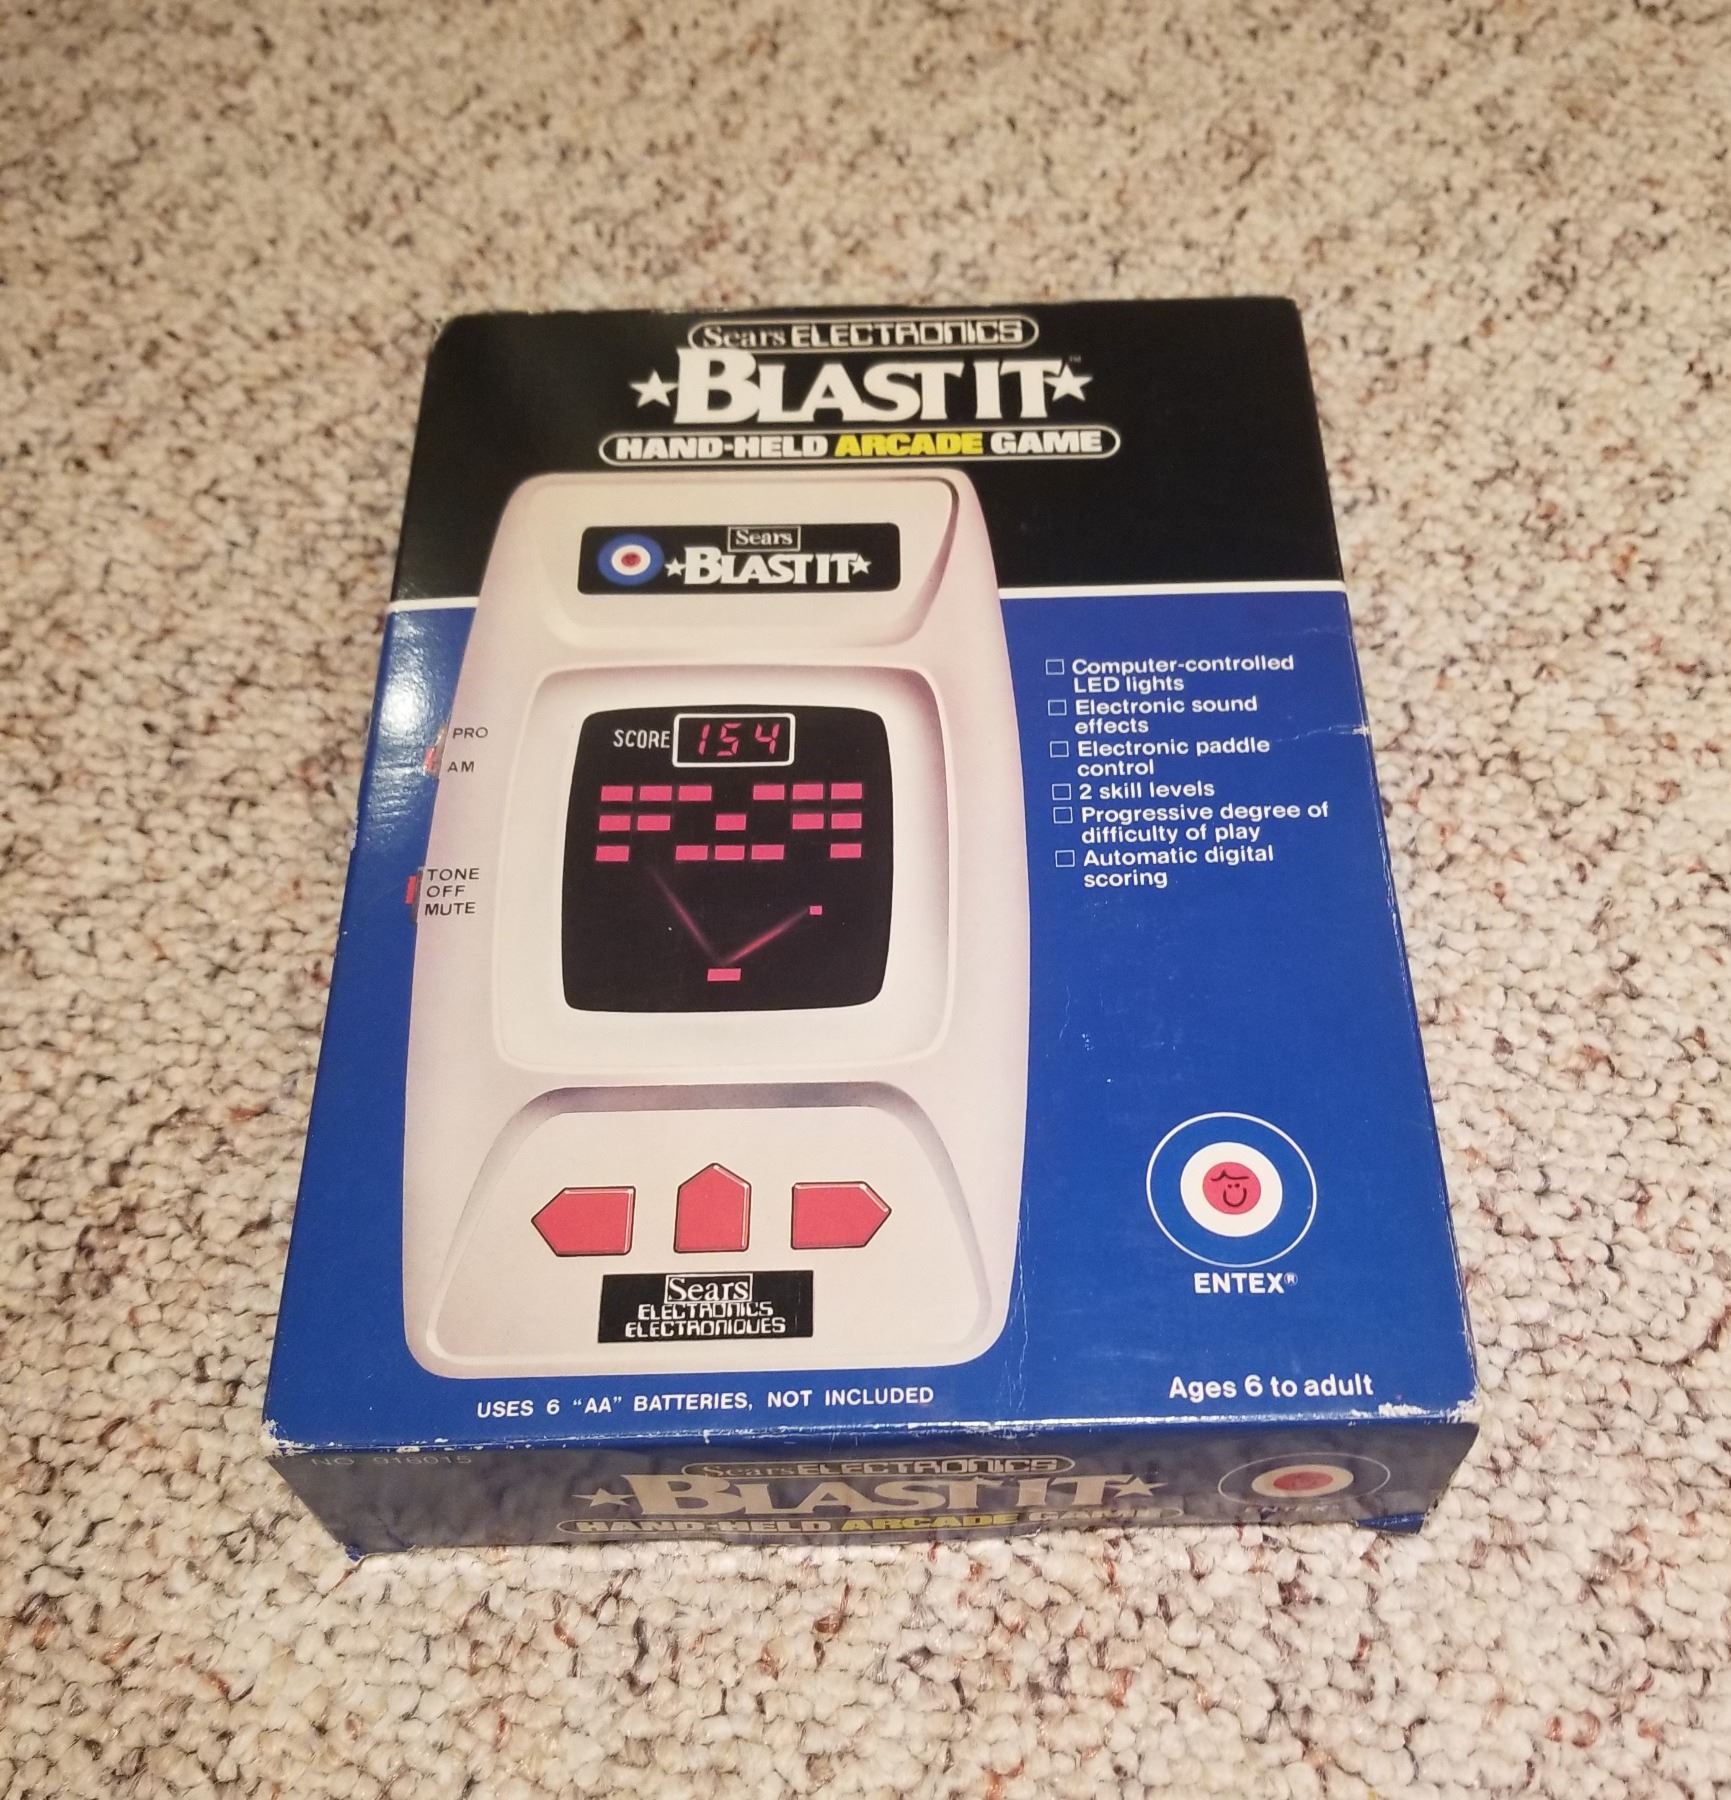 Sears ELECTRONICS
★BLAST IT★™
HAND-HELD ARCADE GAME
Sears
★BLAST IT★
PRO
AM
TONE
OFF
MUTE
SCORE 154
☐ Computer-controlled
LED lights
☐ Electronic sound
effects
☐ Electronic paddle
control
☐ 2 skill levels
☐ Progressive degree of
difficulty of play
☐ Automatic digital
scoring
Sears
ELECTRONICS
ELECTRONIQUES
ENTEX®
USES 6 “AA” BATTERIES, NOT INCLUDED
Ages 6 to adult
NO. 916015
Sears ELECTRONICS
★BLAST IT★
HAND-HELD ARCADE GAME